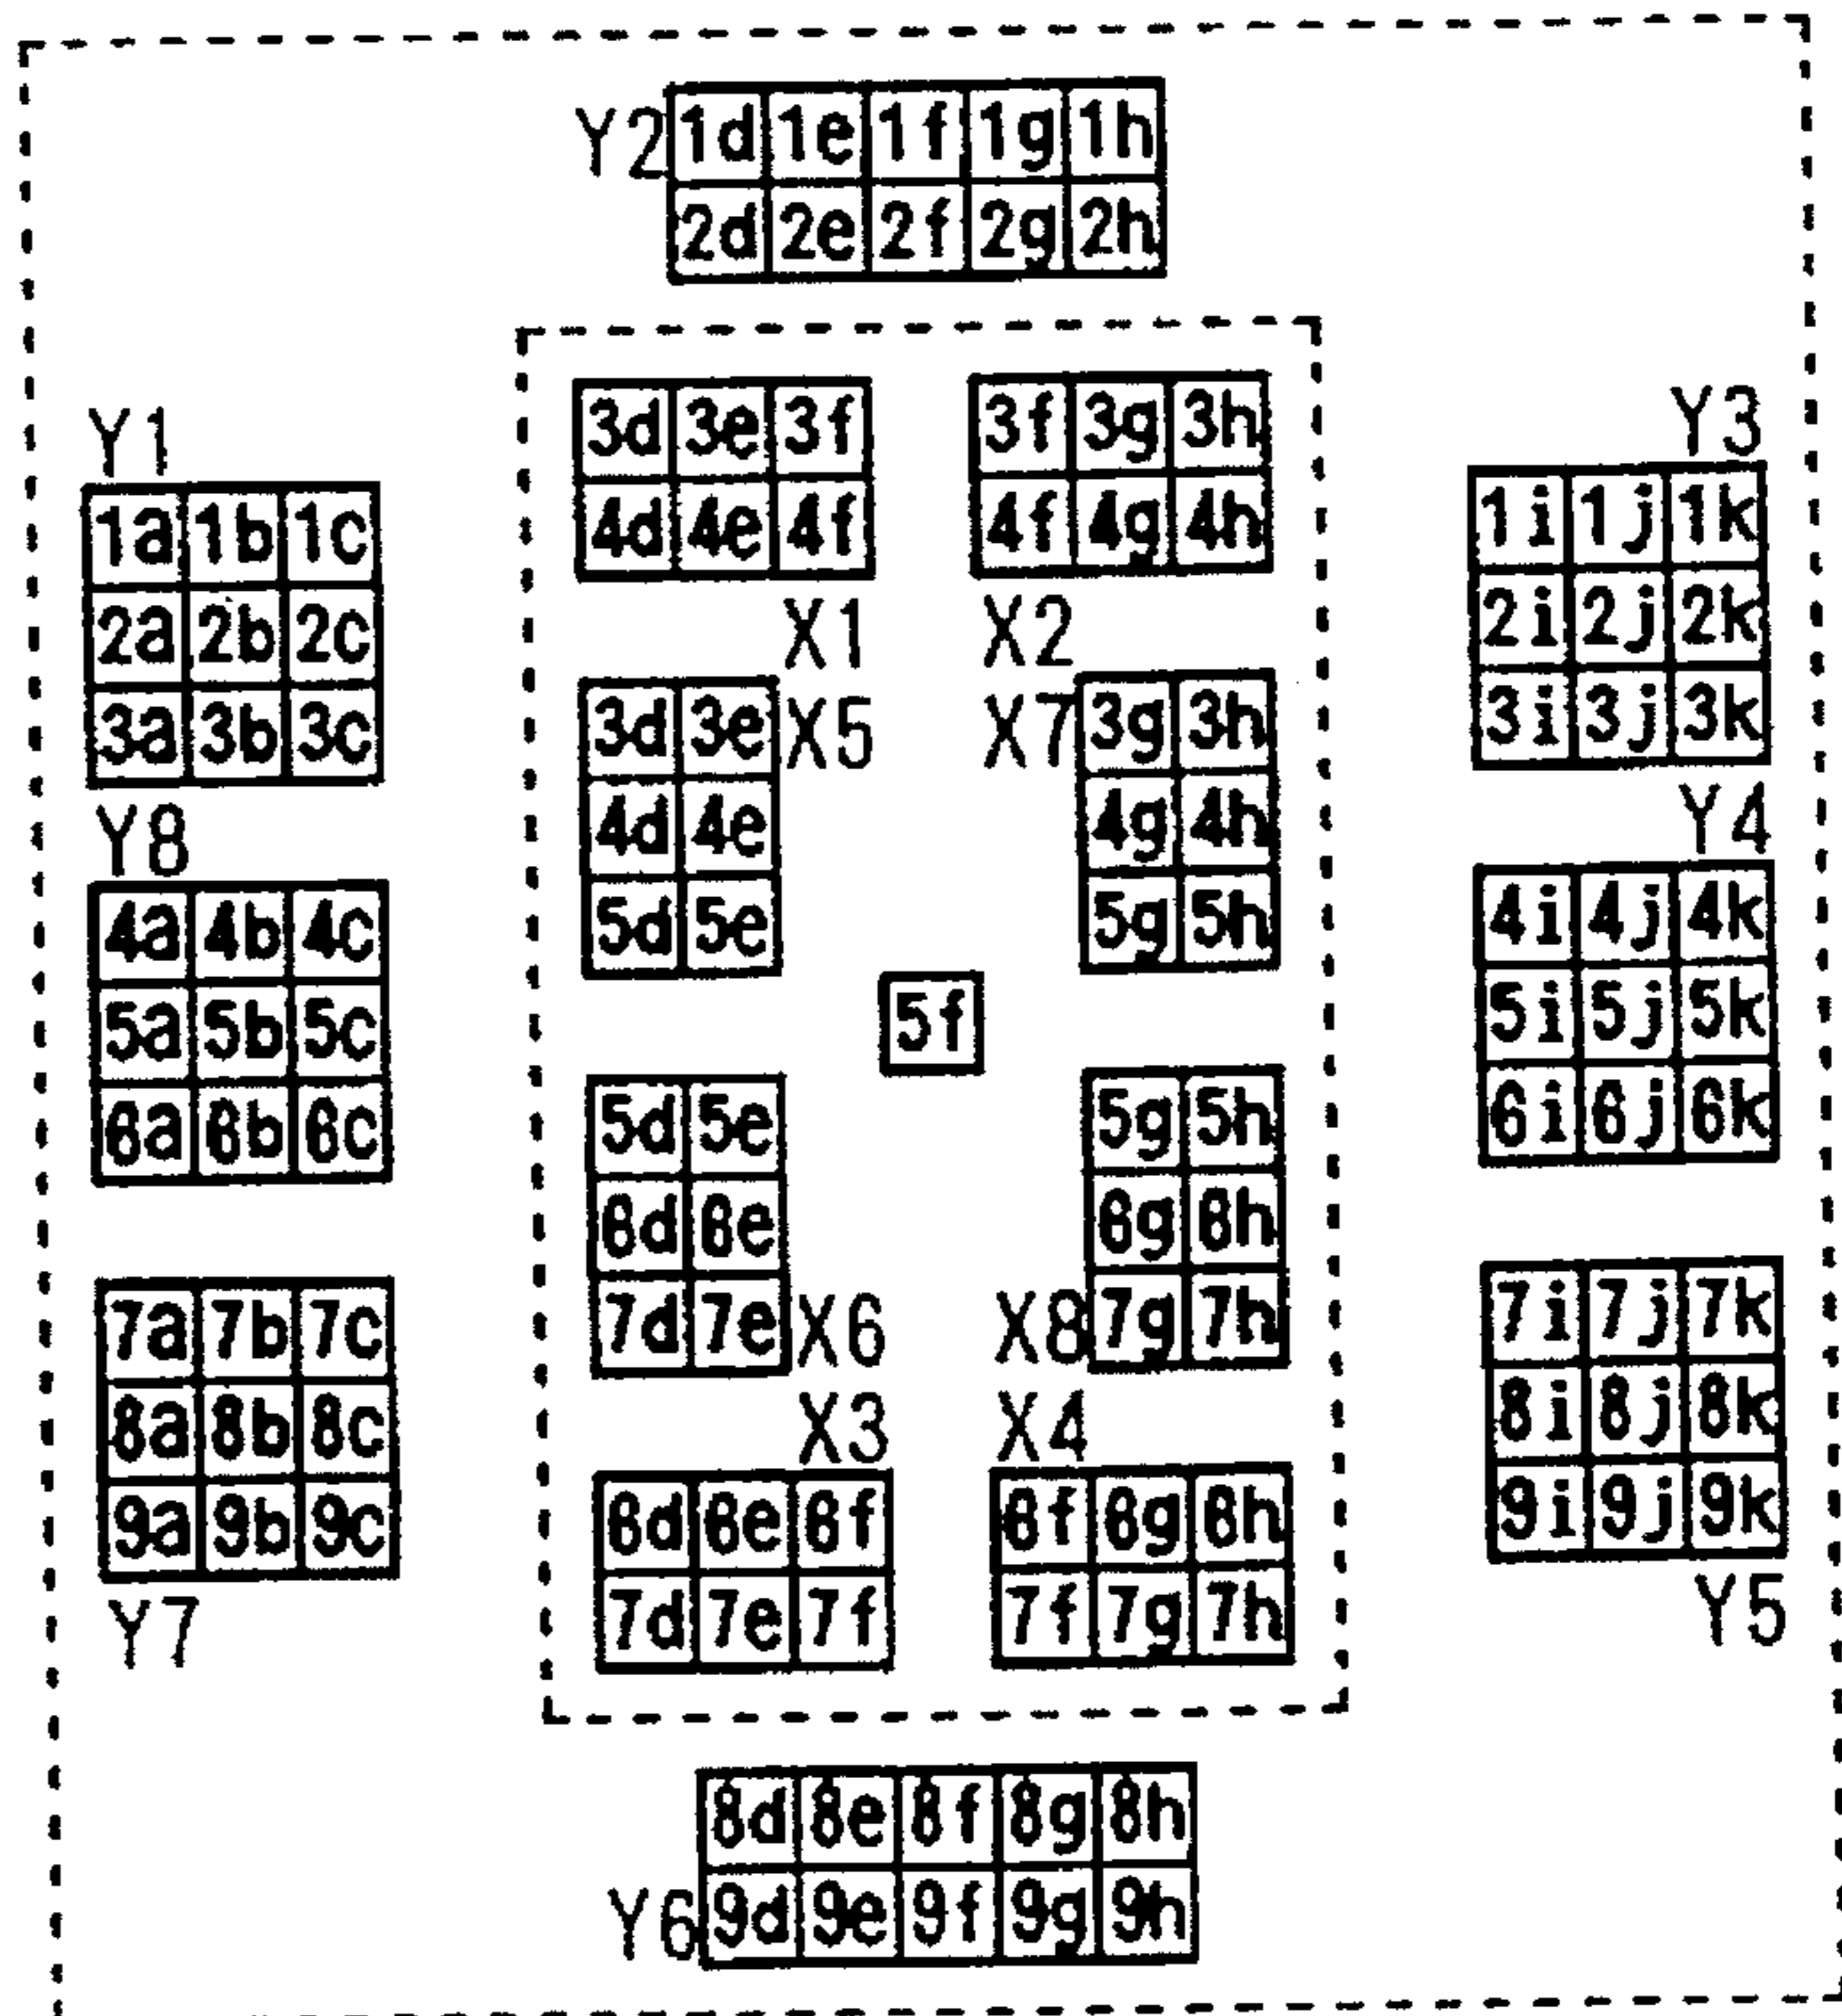 Y2 1d 1e 1f 1g 1h
2d 2e 2f 2g 2h
Y1
1a 1b 1c
2a 2b 2c
3a 3b 3c
Y8
4a 4b 4c
5a 5b 5c
6a 6b 6c
7a 7b 7c
8a 8b 8c
9a 9b 9c
Y7
3d 3e 3f
4d 4e 4f
X1
3f 3g 3h
4f 4g 4h
X2
3d 3e X5
4d 4e
5d 5e
X7 3g 3h
4g 4h
5g 5h
5f
5d 5e
6d 6e
7d 7e X6
5g 5h
6g 6h
X8 7g 7h
X3
6d 6e 6f
7d 7e 7f
X4
6f 6g 6h
7f 7g 7h
Y3
1i 1j 1k
2i 2j 2k
3i 3j 3k
Y4
4i 4j 4k
5i 5j 5k
6i 6j 6k
7i 7j 7k
8i 8j 8k
9i 9j 9k
Y5
8d 8e 8f 8g 8h
Y6 9d 9e 9f 9g 9h